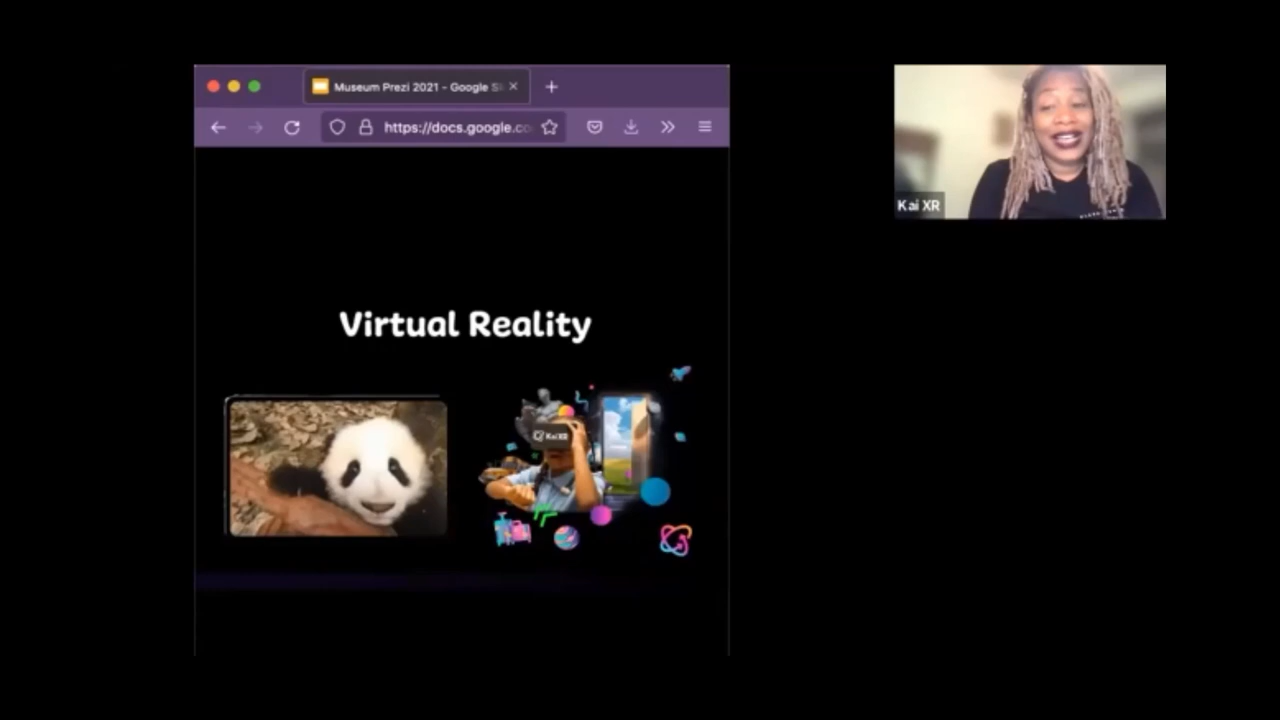 Museum Prezi 2021 - Google Sl
https://docs.google.co
Kai XR
Virtual Reality
Kai XR